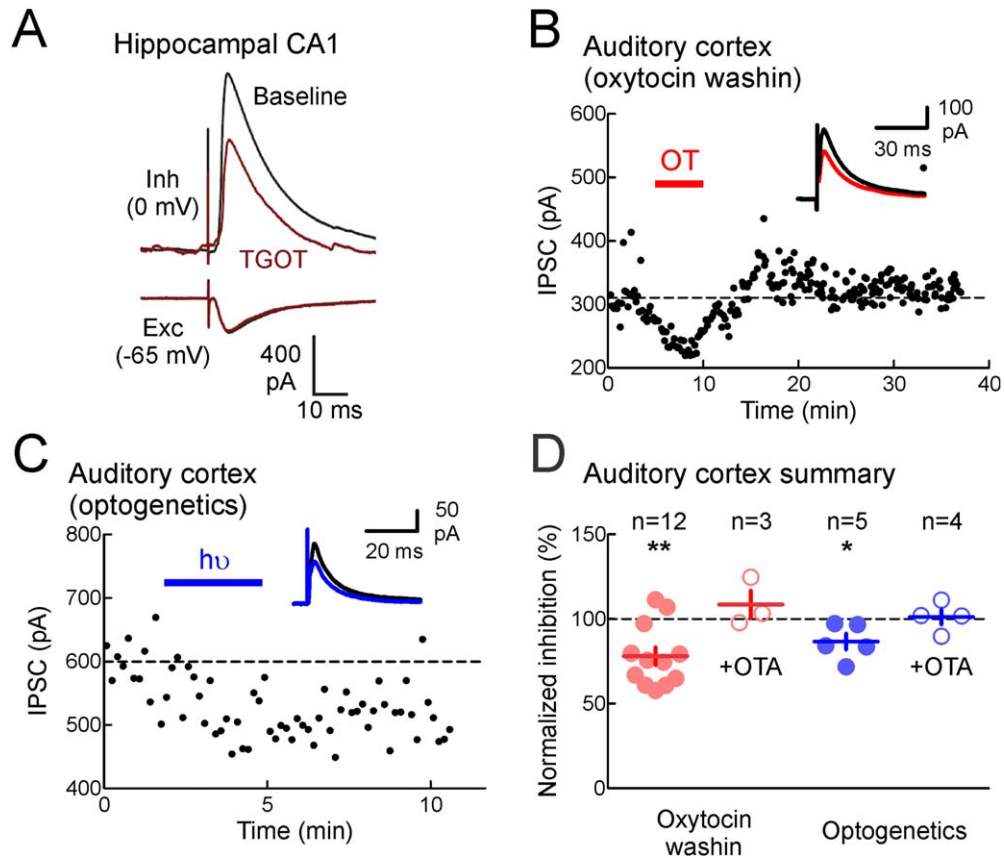 A
Hippocampal CA1
Baseline
Inh
(0 mV)
TGOT
Exc
(-65 mV)
400
pA
10 ms
B
Auditory cortex
(oxytocin washin)
600
500
400
300
200
IPSC (pA)
OT
100
pA
30 ms
0
10
20
30
40
Time (min)
C
Auditory cortex
(optogenetics)
800
700
600
500
400
IPSC (pA)
hυ
50
pA
20 ms
0
5
10
Time (min)
D
Auditory cortex summary
150
100
50
0
Normalized inhibition (%)
n=12
n=3
n=5
n=4
**
*
+OTA
+OTA
Oxytocin
washin
Optogenetics